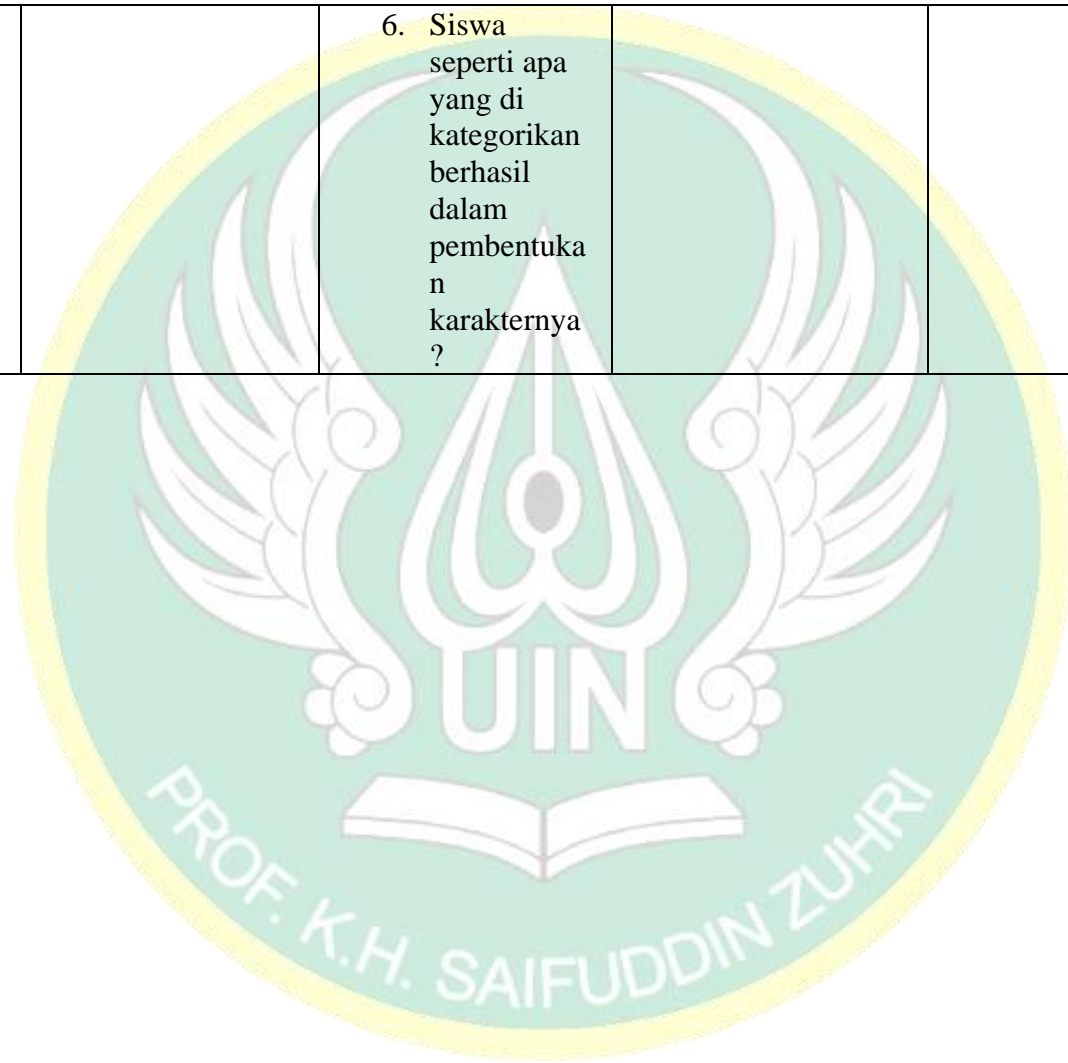 6. Siswa
seperti apa
yang di
kategorikan
berhasil
dalam
pembentuka
n
karakternya
?
UIN
PROF. K.H. SAIFUDDIN ZUHRI